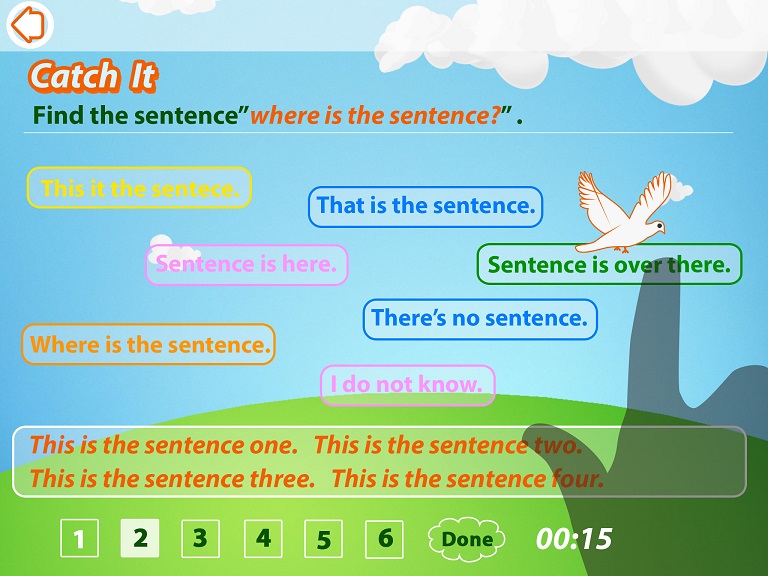 Catch It
Find the sentence”where is the sentence?” .
This it the sentece.
That is the sentence.
Sentence is here.
Sentence is over there.
There’s no sentence.
Where is the sentence.
I do not know.
This is the sentence one. This is the sentence two.
This is the sentence three. This is the sentence four.
1 2 3 4 5 6 Done 00:15